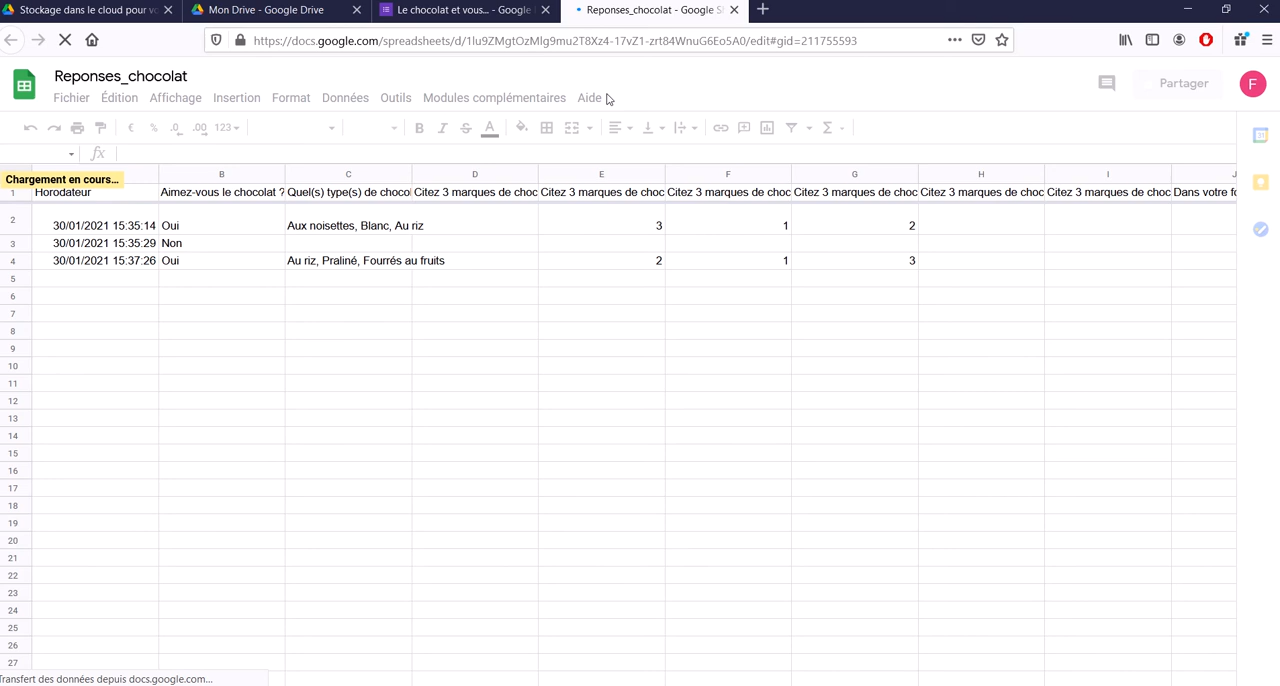 Stockage dans le cloud pour vo
Mon Drive - Google Drive
Le chocolat et vous... - Google
Reponses_chocolat - Google S
https://docs.google.com/spreadsheets/d/1lu9ZMgtOzMlg9mu2T8Xz4-17vZ1-zrt84WnuG6Eo5A0/edit#gid=211755593
Reponses_chocolat
Partager
F
Fichier Édition Affichage Insertion Format Données Outils Modules complémentaires Aide
€ % .0 .00 123 B I S A Σ
fx
Chargement en cours...
B C D E F G H I J
1 Horodateur Aimez-vous le chocolat ? Quel(s) type(s) de chocol Citez 3 marques de choc Citez 3 marques de choc Citez 3 marques de choc Citez 3 marques de choc Citez 3 marques de choc Citez 3 marques de choc Dans votre fo
2 30/01/2021 15:35:14 Oui Aux noisettes, Blanc, Au riz 3 1 2
3 30/01/2021 15:35:29 Non
4 30/01/2021 15:37:26 Oui Au riz, Praliné, Fourrés au fruits 2 1 3
5
6
7
8
9
10
11
12
13
14
15
16
17
18
19
20
21
22
23
24
25
26
27
Transfert des données depuis docs.google.com...